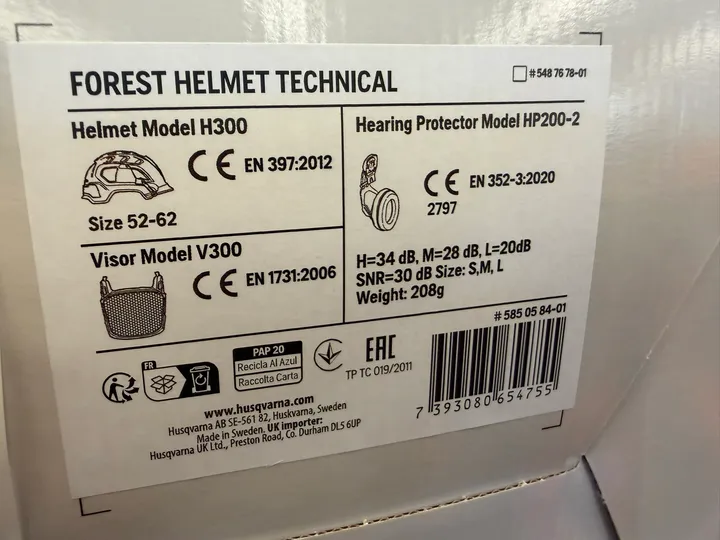 FOREST HELMET TECHNICAL
#548 76 78-01
Helmet Model H300
CE EN 397:2012
Size 52-62
Visor Model V300
CE EN 1731:2006
Hearing Protector Model HP200-2
CE EN 352-3:2020
2797
H=34 dB, M=28 dB, L=20dB
SNR=30 dB Size: S,M, L
Weight: 208g
# 585 05 84-01
FR
PAP 20
Recicla Al Azul
Raccolta Carta
EAC
TP TC 019/2011
www.husqvarna.com
Husqvarna AB SE-561 82, Huskvarna, Sweden
Made in Sweden. UK importer:
Husqvarna UK Ltd., Preston Road, Co. Durham DL5 6UP
7 393080 654755